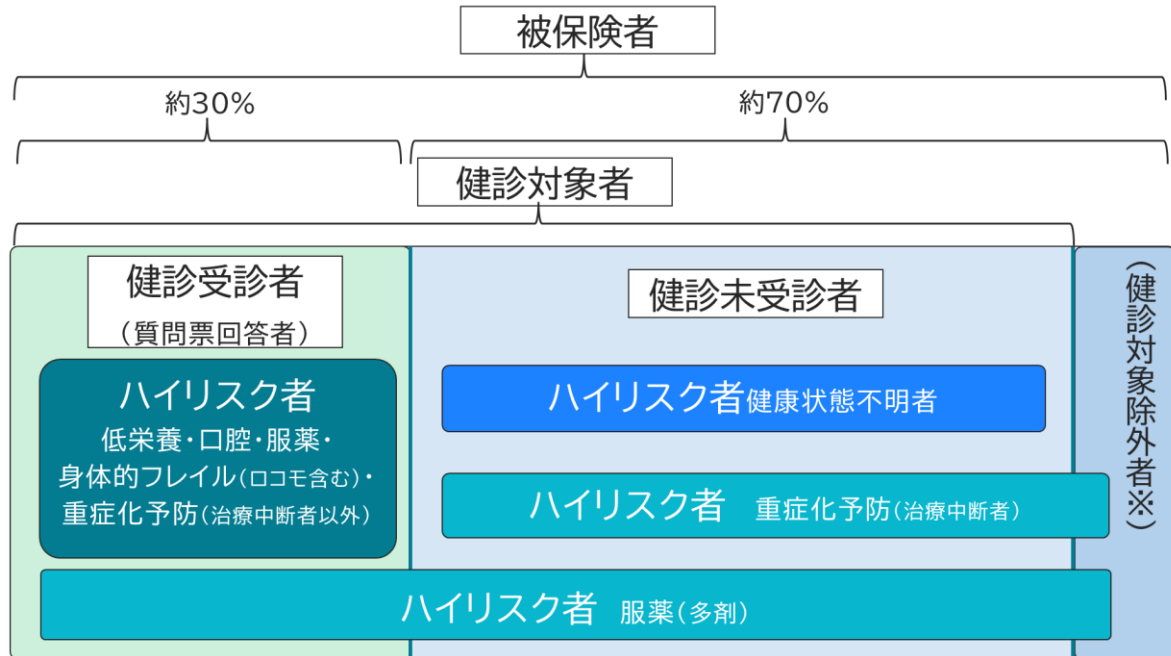 被保険者
約30%
約70%
健診対象者
健診受診者
（質問票回答者）
ハイリスク者
低栄養・口腔・服薬・
身体的フレイル（ロコモ含む）・
重症化予防（治療中断者以外）
健診未受診者
ハイリスク者健康状態不明者
ハイリスク者　重症化予防（治療中断者）
ハイリスク者　服薬（多剤）
（健診対象除外者※）